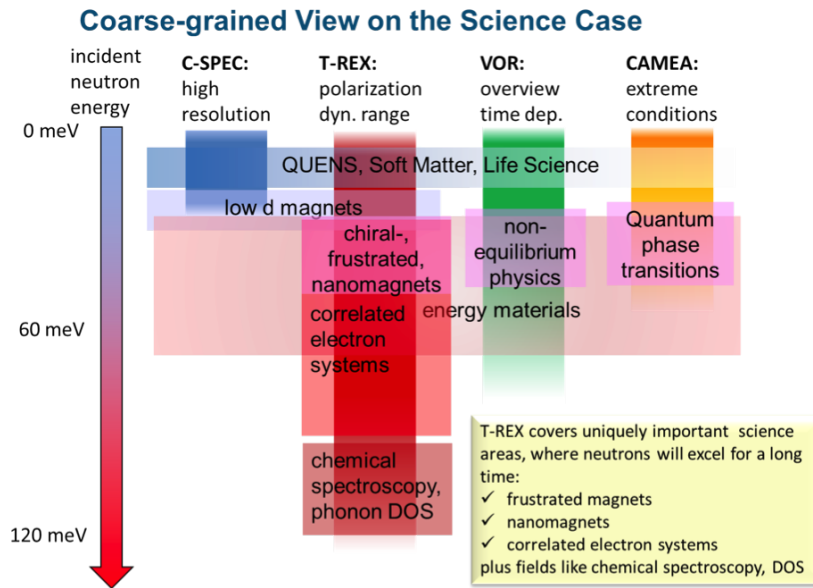 Coarse-grained View on the Science Case
incident
neutron
energy
C-SPEC:
high
resolution
T-REX:
polarization
dyn. range
VOR:
overview
time dep.
CAMEA:
extreme
conditions
0 meV
QUENS, Soft Matter, Life Science
low d magnets
chiral-,
frustrated,
nanomagnets
non-
equilibrium
physics
Quantum
phase
transitions
60 meV
correlated
electron
systems
energy materials
chemical
spectroscopy,
phonon DOS
120 meV
T-REX covers uniquely important science
areas, where neutrons will excel for a long
time:
✓ frustrated magnets
✓ nanomagnets
✓ correlated electron systems
plus fields like chemical spectroscopy, DOS